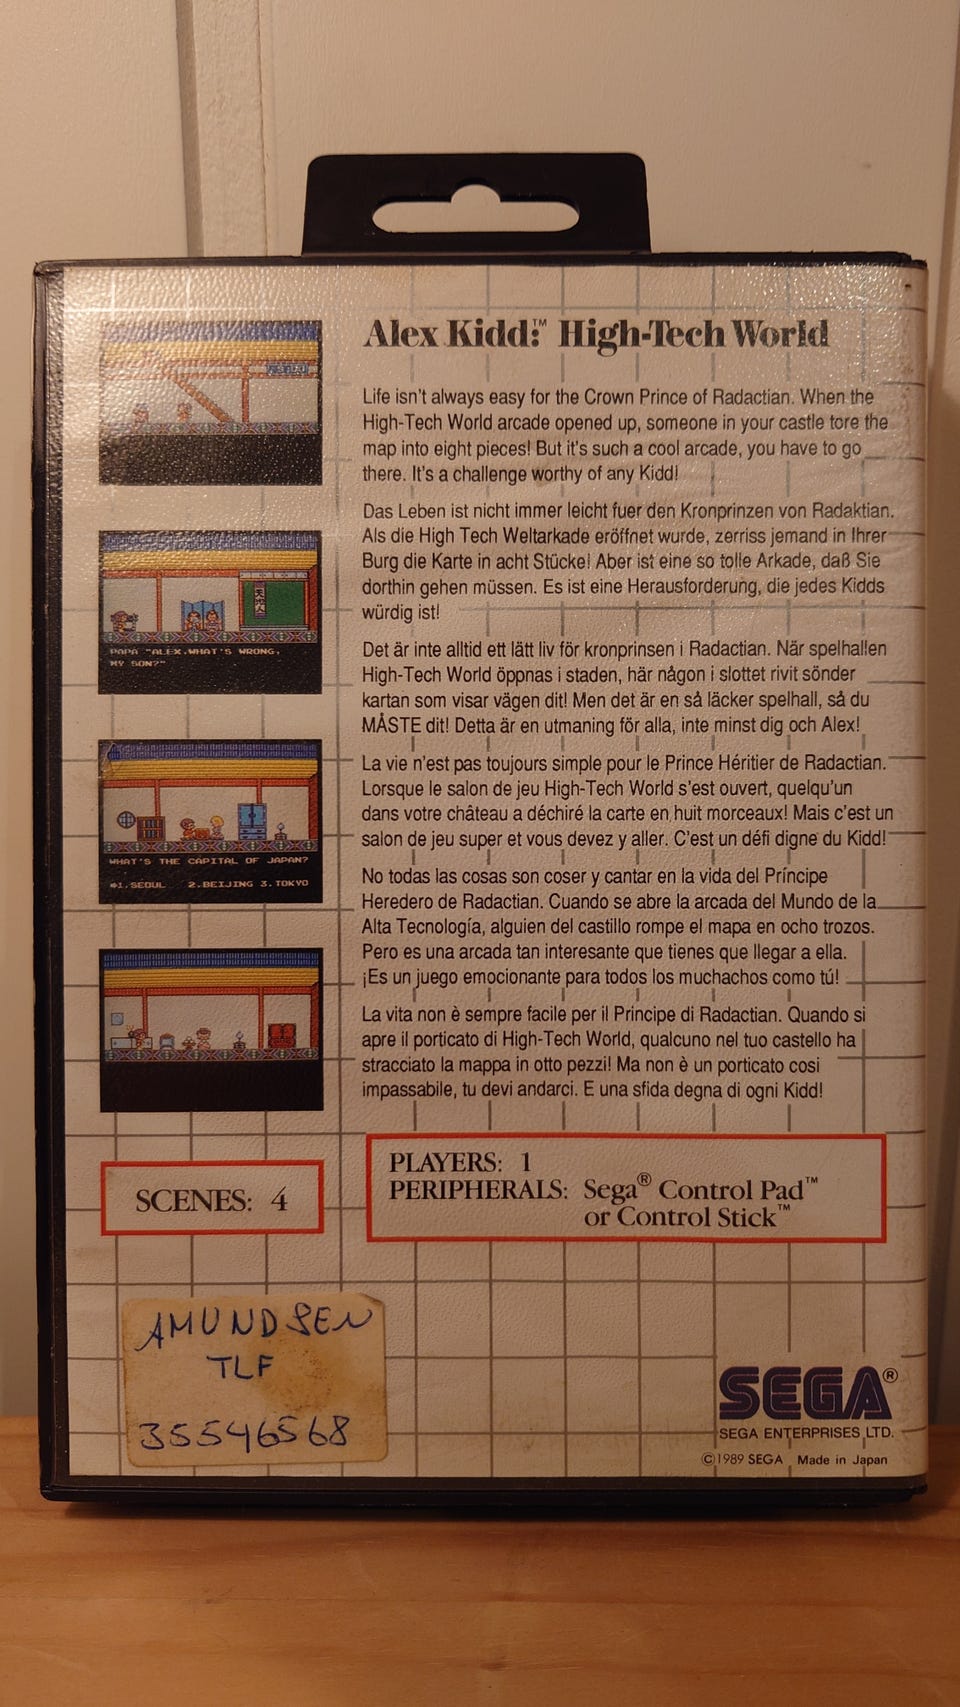 Alex Kidd:™ High-Tech World
Life isn't always easy for the Crown Prince of Radactian. When the
High-Tech World arcade opened up, someone in your castle tore the
map into eight pieces! But it's such a cool arcade, you have to go
there. It's a challenge worthy of any Kidd!
Das Leben ist nicht immer leicht fuer den Kronprinzen von Radaktian.
Als die High Tech Weltarkade eröffnet wurde, zerriss jemand in Ihrer
Burg die Karte in acht Stücke! Aber ist eine so tolle Arkade, daß Sie
dorthin gehen müssen. Es ist eine Herausforderung, die jedes Kidds
würdig ist!
Det är inte alltid ett lätt liv för kronprinsen i Radactian. När spelhallen
High-Tech World öppnas i staden, här någon i slottet rivit sönder
kartan som visar vägen dit! Men det är en så läcker spelhall, så du
MÅSTE dit! Detta är en utmaning för alla, inte minst dig och Alex!
La vie n'est pas toujours simple pour le Prince Héritier de Radactian.
Lorsque le salon de jeu High-Tech World s'est ouvert, quelqu'un
dans votre château a déchiré la carte en huit morceaux! Mais c'est un
salon de jeu super et vous devez y aller. C'est un défi digne du Kidd!
No todas las cosas son coser y cantar en la vida del Príncipe
Heredero de Radactian. Cuando se abre la arcada del Mundo de la
Alta Tecnología, alguien del castillo rompe el mapa en ocho trozos.
Pero es una arcada tan interesante que tienes que llegar a ella.
¡Es un juego emocionante para todos los muchachos como tú!
La vita non è sempre facile per il Principe di Radactian. Quando si
apre il porticato di High-Tech World, qualcuno nel tuo castello ha
stracciato la mappa in otto pezzi! Ma non è un porticato cosi
impassabile, tu devi andarci. E una sfida degna di ogni Kidd!
PAPA "ALEX,WHAT'S WRONG,
MY SON?"
WHAT'S THE CAPITAL OF JAPAN?
1.SEOUL 2.BEIJING 3.TOKYO
SCENES: 4
PLAYERS: 1
PERIPHERALS: Sega® Control Pad™
or Control Stick™
AMUNDSEN
TLF
35546568
SEGA®
SEGA ENTERPRISES LTD.
©1989 SEGA Made in Japan